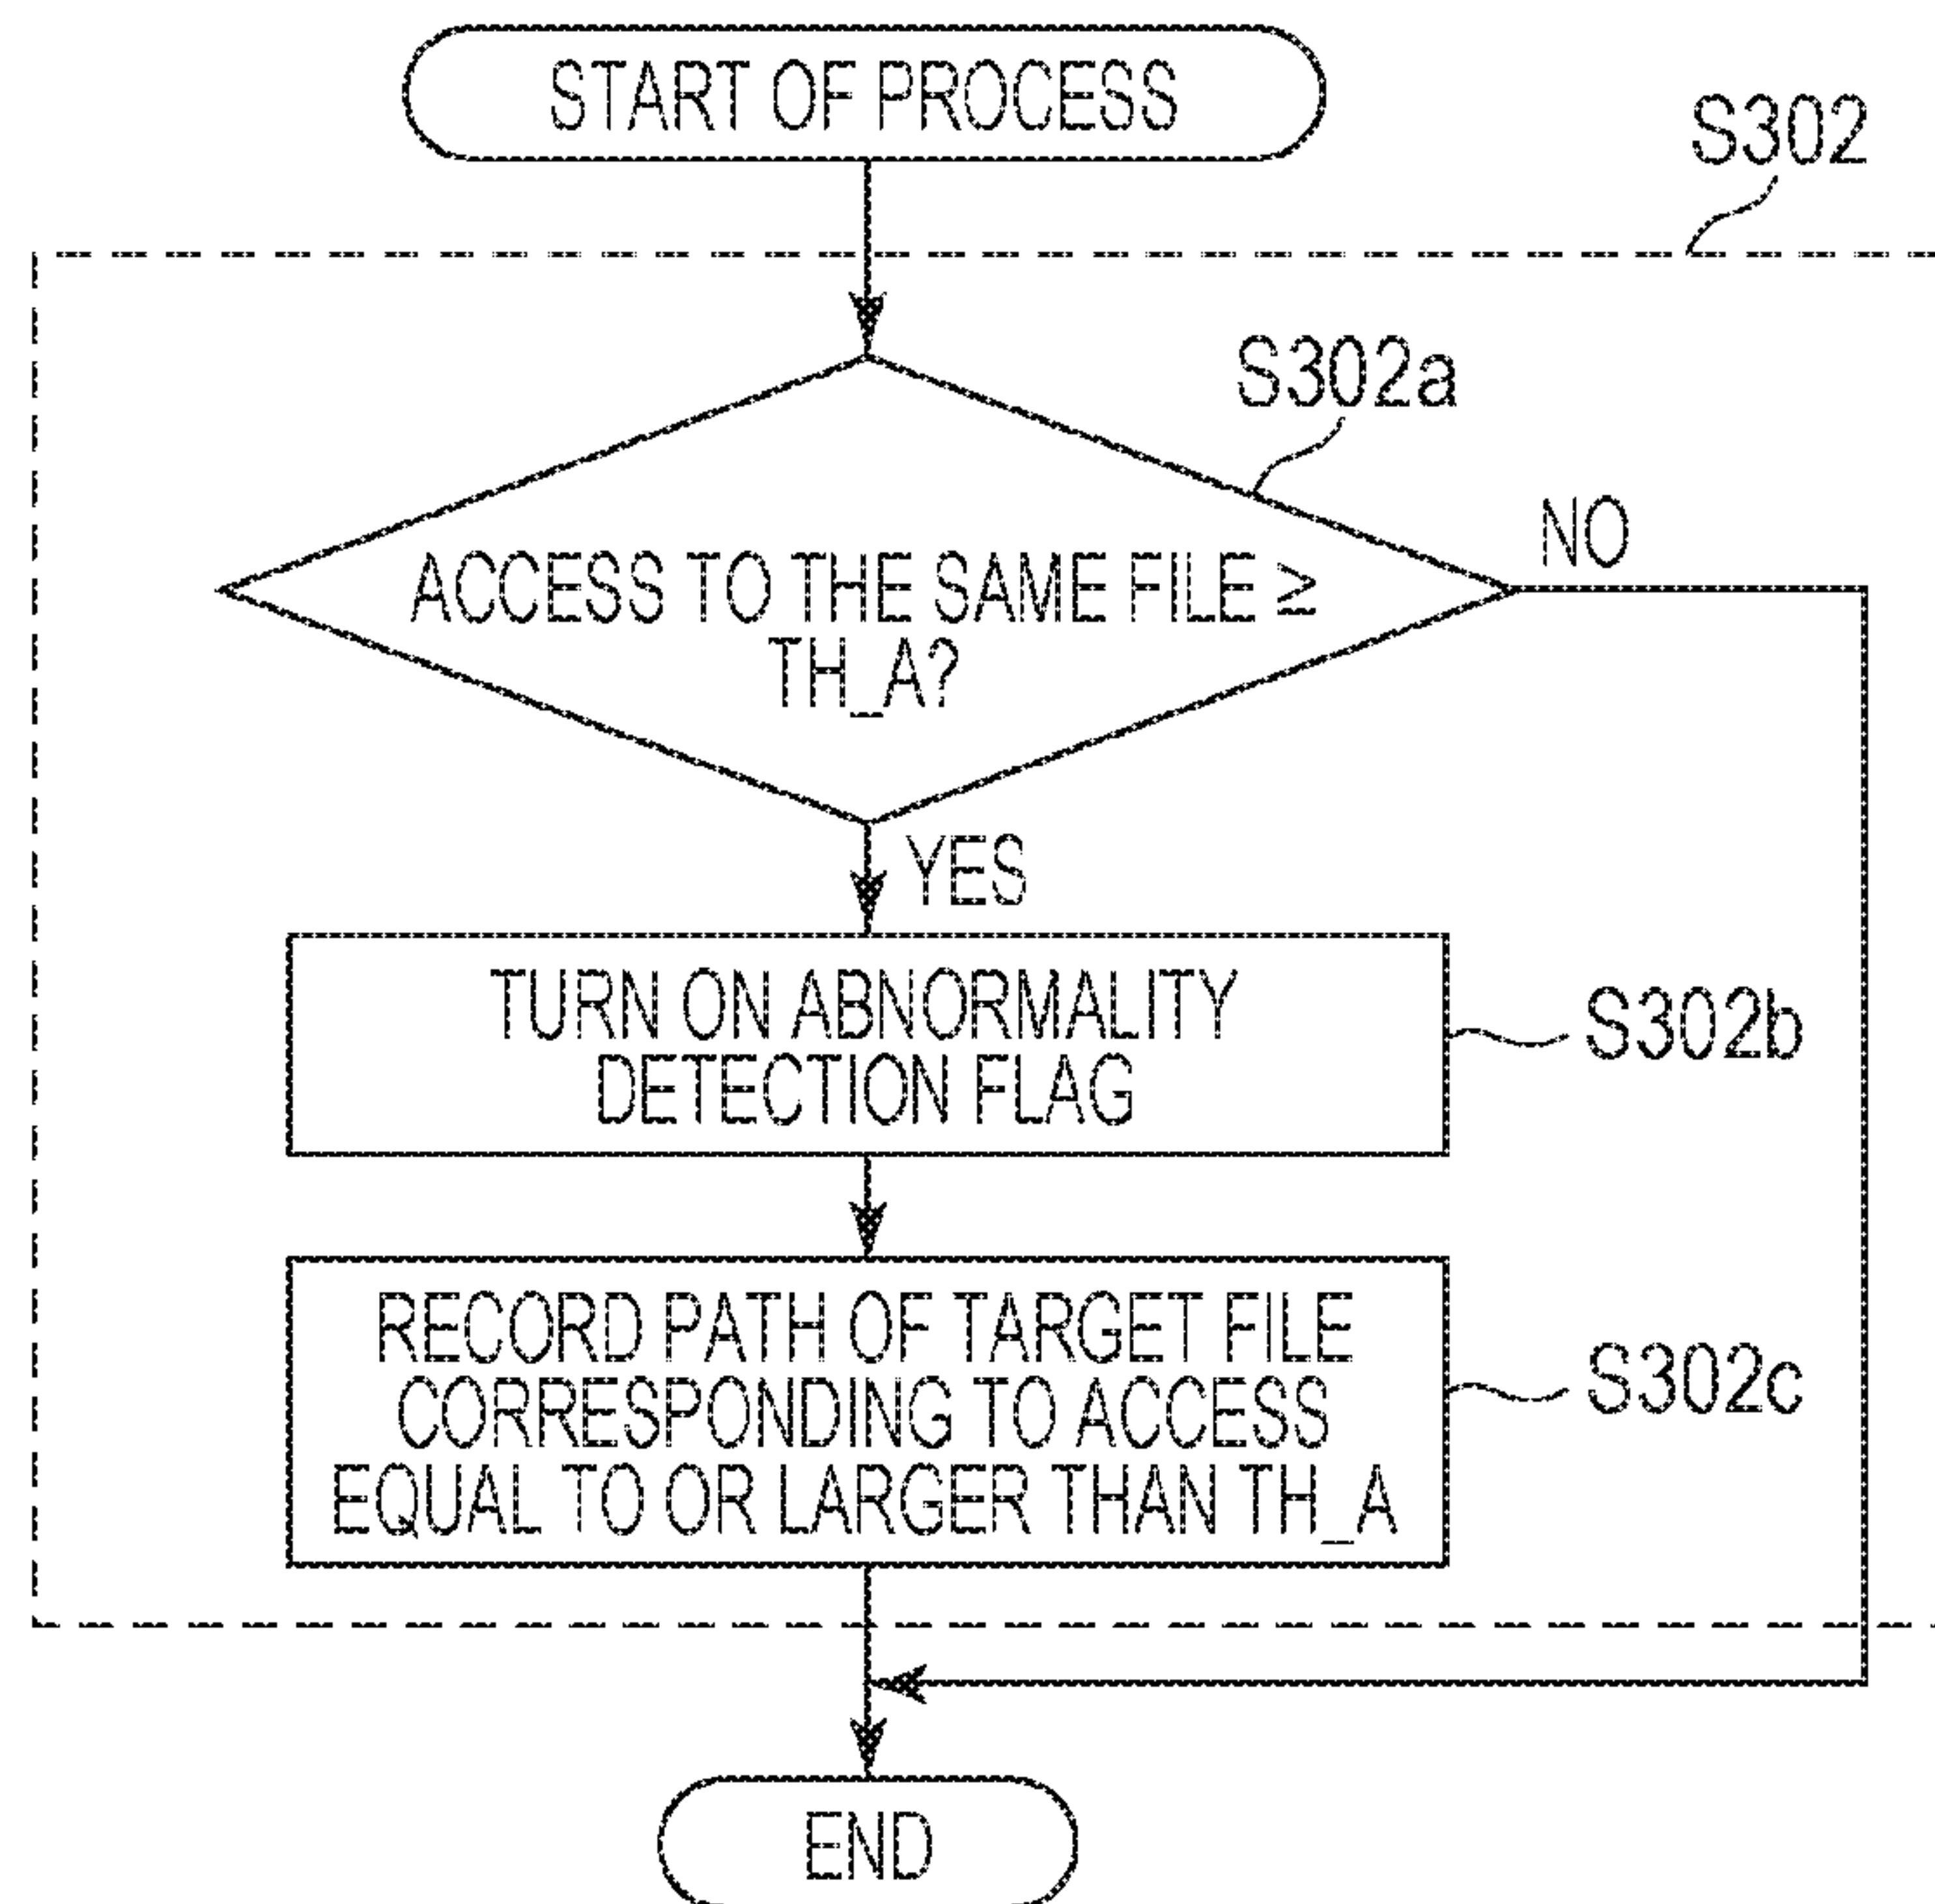 START OF PROCESS
S302
S302a
NO
ACCESS TO THE SAME FILE ≥
TH_A?
YES
TURN ON ABNORMALITY
DETECTION FLAG
S302b
RECORD PATH OF TARGET FILE
CORRESPONDING TO ACCESS
EQUAL TO OR LARGER THAN TH_A
S302c
END